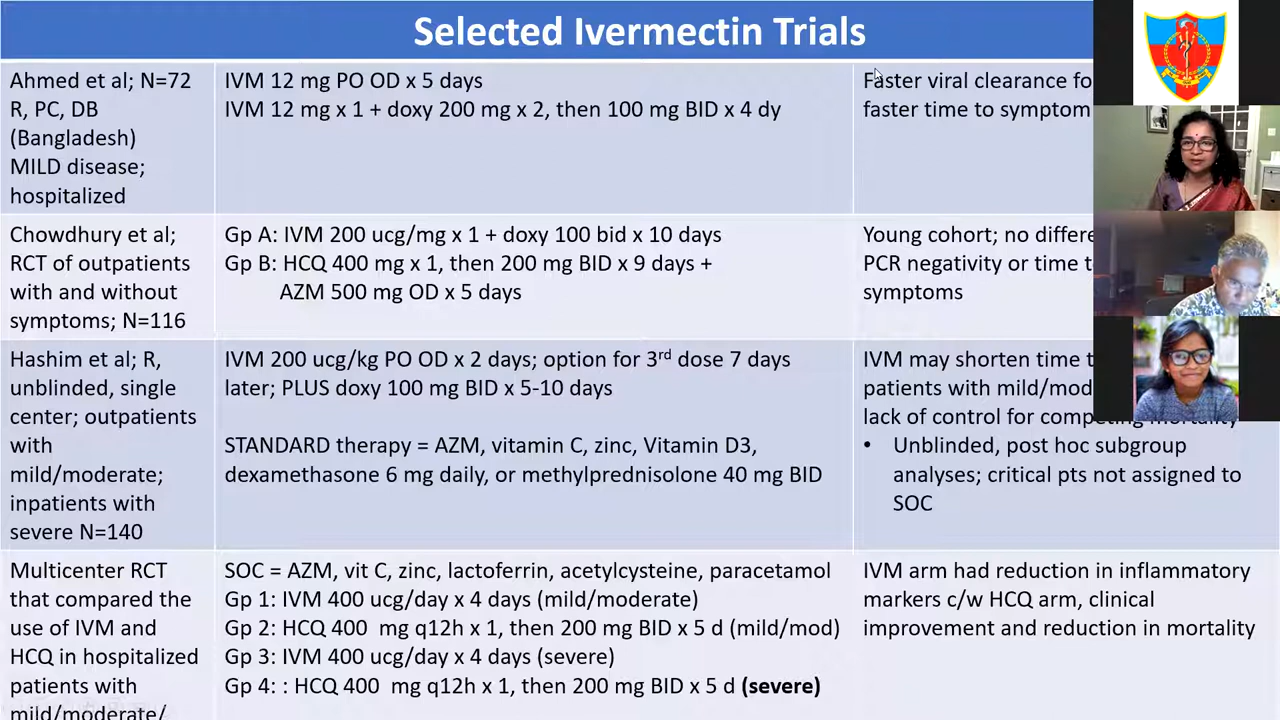 Selected Ivermectin Trials
Ahmed et al; N=72
R, PC, DB
(Bangladesh)
MILD disease;
hospitalized
IVM 12 mg PO OD x 5 days
IVM 12 mg x 1 + doxy 200 mg x 2, then 100 mg BID x 4 dy
Faster viral clearance fo
faster time to symptom
Chowdhury et al;
RCT of outpatients
with and without
symptoms; N=116
Gp A: IVM 200 ucg/mg x 1 + doxy 100 bid x 10 days
Gp B: HCQ 400 mg x 1, then 200 mg BID x 9 days +
AZM 500 mg OD x 5 days
Young cohort; no differe
PCR negativity or time t
symptoms
Hashim et al; R,
unblinded, single
center; outpatients
with
mild/moderate;
inpatients with
severe N=140
IVM 200 ucg/kg PO OD x 2 days; option for 3rd dose 7 days
later; PLUS doxy 100 mg BID x 5-10 days
STANDARD therapy = AZM, vitamin C, zinc, Vitamin D3,
dexamethasone 6 mg daily, or methylprednisolone 40 mg BID
IVM may shorten time t
patients with mild/mod
lack of control for competing mortality
• Unblinded, post hoc subgroup
analyses; critical pts not assigned to
SOC
Multicenter RCT
that compared the
use of IVM and
HCQ in hospitalized
patients with
mild/moderate/
SOC = AZM, vit C, zinc, lactoferrin, acetylcysteine, paracetamol
Gp 1: IVM 400 ucg/day x 4 days (mild/moderate)
Gp 2: HCQ 400 mg q12h x 1, then 200 mg BID x 5 d (mild/mod)
Gp 3: IVM 400 ucg/day x 4 days (severe)
Gp 4: : HCQ 400 mg q12h x 1, then 200 mg BID x 5 d (severe)
IVM arm had reduction in inflammatory
markers c/w HCQ arm, clinical
improvement and reduction in mortality